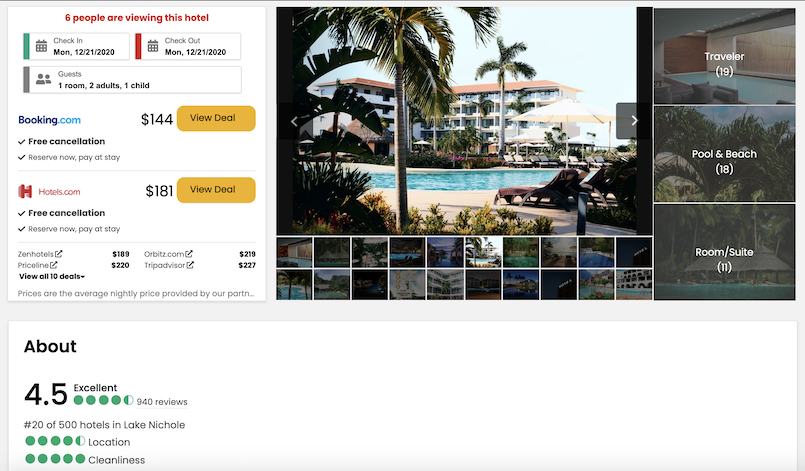 6 people are viewing this hotel
Check In
Mon, 12/21/2020
Check Out
Mon, 12/21/2020
Guests
1 room, 2 adults, 1 child
Booking.com
$144
View Deal
Free cancellation
Reserve now, pay at stay
Hotels.com
$181
View Deal
Free cancellation
Reserve now, pay at stay
Zenhotels $189 Orbitz.com $219
Priceline $220 Tripadvisor $227
View all 10 deals
Prices are the average nightly price provided by our partn...
Traveler
(19)
Pool & Beach
(18)
Room/Suite
(11)
About
4.5
Excellent
940 reviews
#20 of 500 hotels in Lake Nichole
Location
Cleanliness